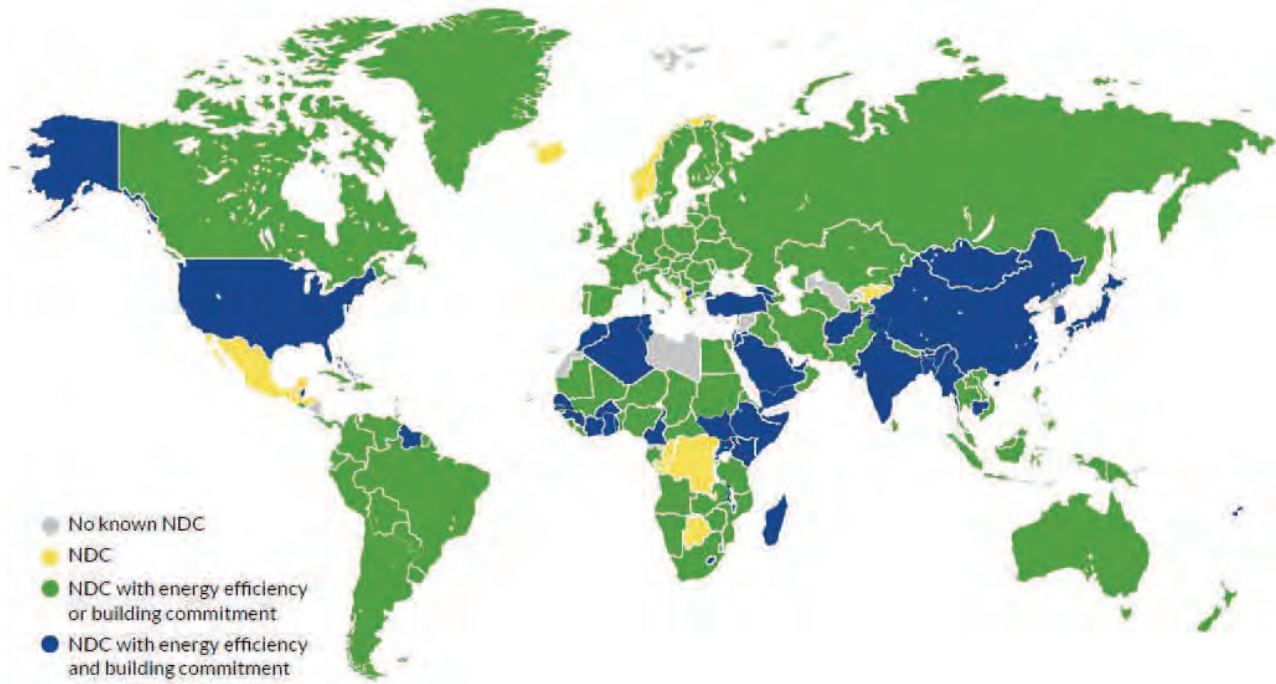 No known NDC
NDC
NDC with energy efficiency
or building commitment
NDC with energy efficiency
and building commitment